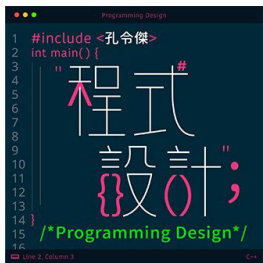 Programming Design
1 #include <孔令傑>
2 int main() {
3 " #
4 程式
5
6
7
8
9 "
10 設計
11 {} () ;
12
13
14 }
15 /*Programming Design*/
16
Line 2, Column 3 C++